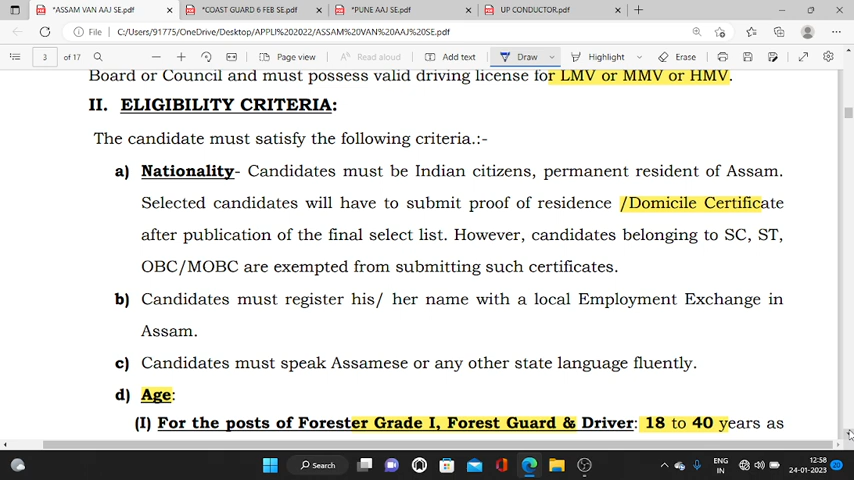 *ASSAM VAN AAJ SE.pdf
*COAST GUARD 6 FEB SE.pdf
*PUNE AAJ SE.pdf
UP CONDUCTOR.pdf
File
C:/Users/91775/OneDrive/Desktop/APPLI%202022/ASSAM%20VAN%20AAJ%20SE.pdf
3 of 17
Page view
Read aloud
Add text
Draw
Highlight
Erase
Board or Council and must possess valid driving license for LMV or MMV or HMV.
II. ELIGIBILITY CRITERIA:
The candidate must satisfy the following criteria.:-
a) Nationality- Candidates must be Indian citizens, permanent resident of Assam.
Selected candidates will have to submit proof of residence /Domicile Certificate
after publication of the final select list. However, candidates belonging to SC, ST,
OBC/MOBC are exempted from submitting such certificates.
b) Candidates must register his/ her name with a local Employment Exchange in
Assam.
c) Candidates must speak Assamese or any other state language fluently.
d) Age:
(I) For the posts of Forester Grade I, Forest Guard & Driver: 18 to 40 years as
Search
ENG
IN
12:58
24-01-2023
20